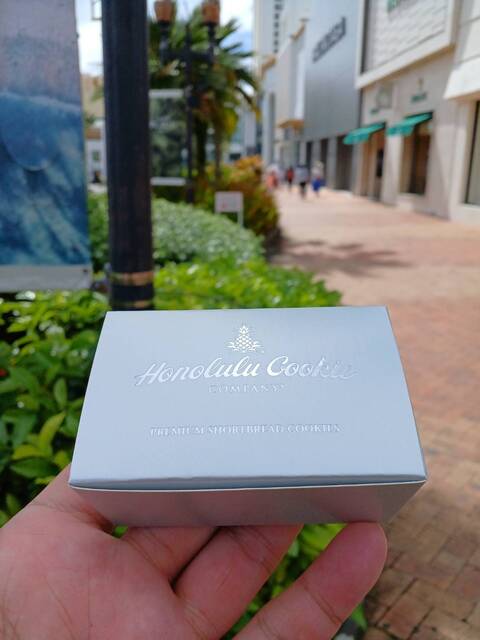 Honolulu Cookie
COMPANY®
PREMIUM SHORTBREAD COOKIES